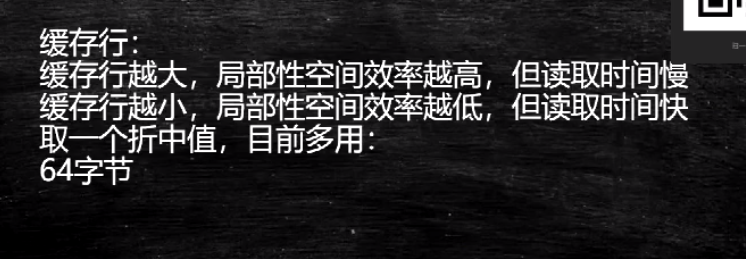 缓存行：
缓存行越大，局部性空间效率越高，但读取时间慢
缓存行越小，局部性空间效率越低，但读取时间快
取一个折中值，目前多用：
64字节